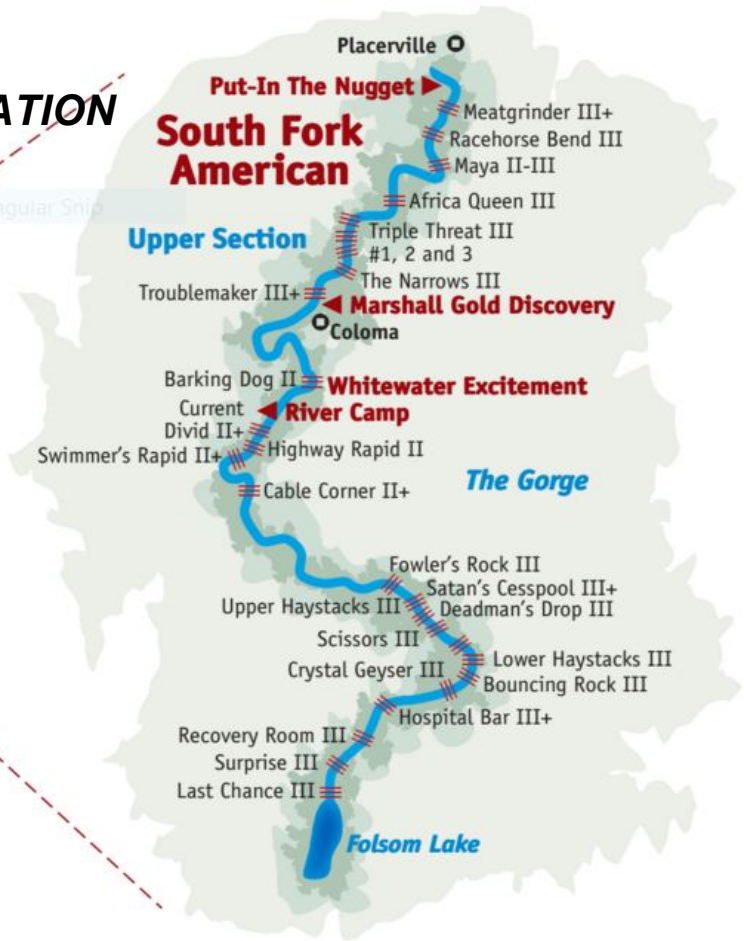 Placerville
ATION
Put-In The Nugget
Meatgrinder III+
South Fork
American
Racehorse Bend III
Maya II-III
ngular Snip
Africa Queen III
Upper Section
Triple Threat III
#1, 2 and 3
The Narrows III
Troublemaker III+
Marshall Gold Discovery
Coloma
Barking Dog II
Whitewater Excitement
River Camp
Current
Divid II+
Highway Rapid II
Swimmer's Rapid II+
The Gorge
Cable Corner II+
Fowler's Rock III
Satan's Cesspool III+
Upper Haystacks III
Deadman's Drop III
Scissors III
Lower Haystacks III
Crystal Geyser III
Bouncing Rock III
Hospital Bar III+
Recovery Room III
Surprise III
Last Chance III
Folsom Lake